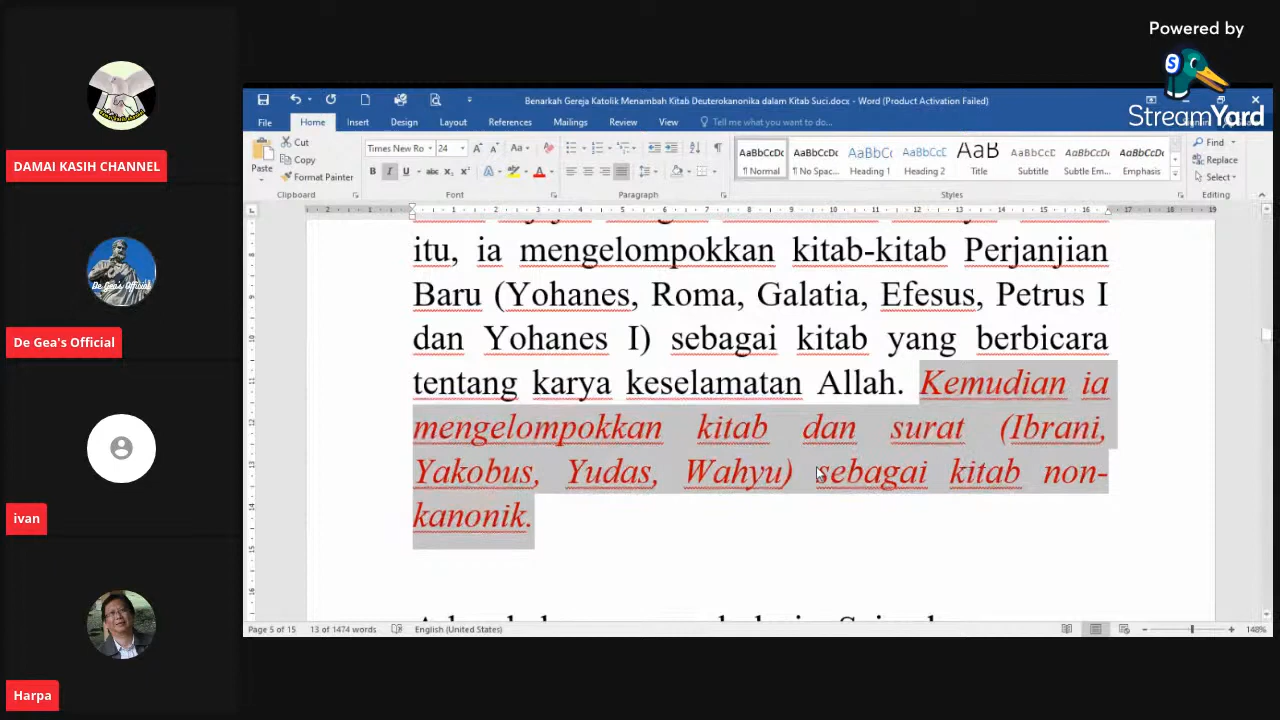 Powered by
StreamYard
DAMAI KASIH CHANNEL
De Gea's Official
De Gea's Official
ivan
Harpa
Benarkah Gereja Katolik Menambah Kitab Deuterokanonika dalam Kitab Suci.docx - Word (Product Activation Failed)
File Home Insert Design Layout References Mailings Review View Tell me what you want to do...
Paste
Cut
Copy
Format Painter
Clipboard
Times New Ro 24
Font
Paragraph
AaBbCcDc AaBbCcDc AaBbC AaBbCcC AaB AaBbCcD AaBbCcDt AaBbCcDt
¶ Normal ¶ No Spac... Heading 1 Heading 2 Title Subtitle Subtle Em... Emphasis
Styles
Find
Replace
Select
Editing
itu, ia mengelompokkan kitab-kitab Perjanjian
Baru (Yohanes, Roma, Galatia, Efesus, Petrus I
dan Yohanes I) sebagai kitab yang berbicara
tentang karya keselamatan Allah. Kemudian ia
mengelompokkan kitab dan surat (Ibrani,
Yakobus, Yudas, Wahyu) sebagai kitab non-
kanonik.
Page 5 of 15 13 of 1474 words English (United States) 148%